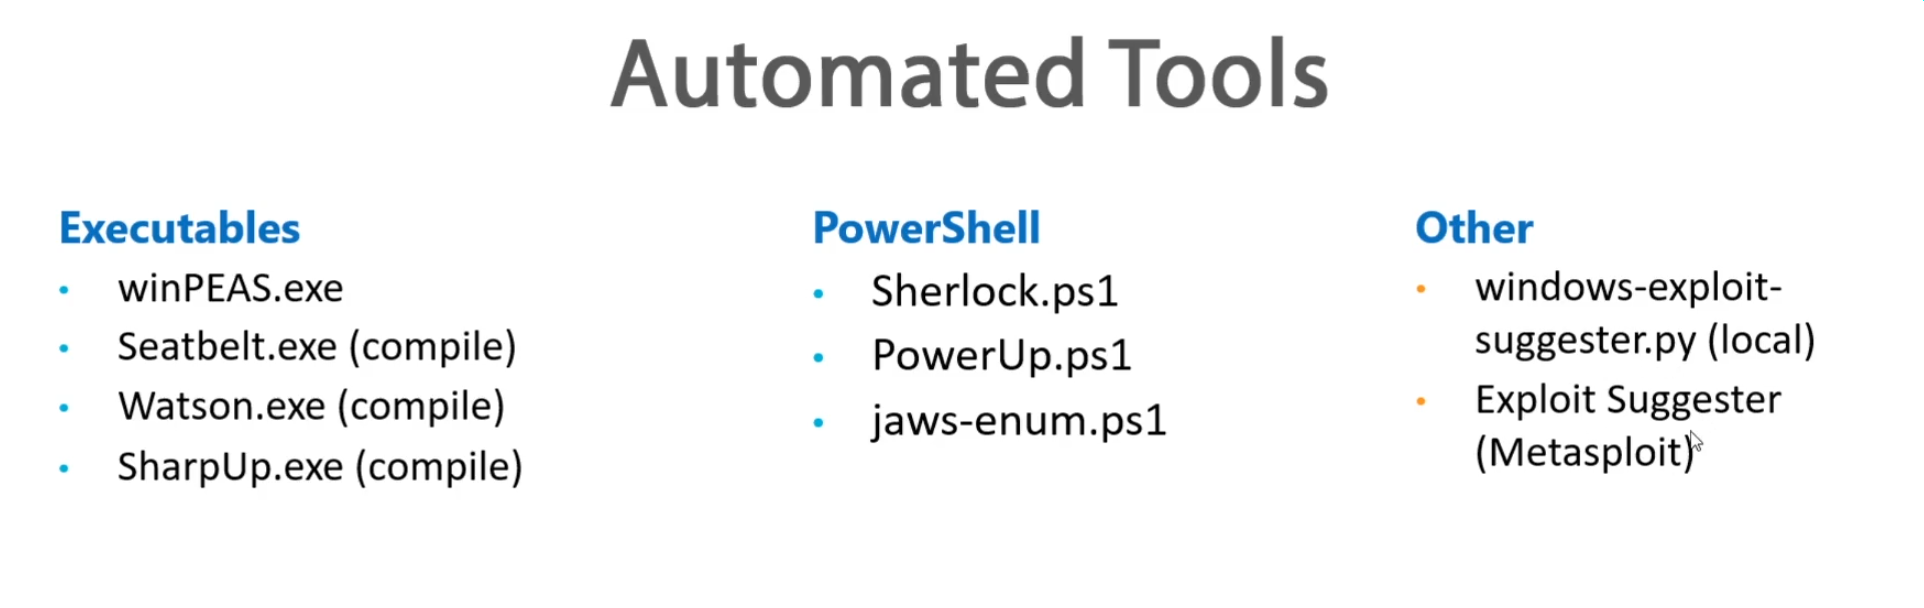 Automated Tools
Executables
• winPEAS.exe
• Seatbelt.exe (compile)
• Watson.exe (compile)
• SharpUp.exe (compile)
PowerShell
• Sherlock.ps1
• PowerUp.ps1
• jaws-enum.ps1
Other
• windows-exploit-
suggester.py (local)
• Exploit Suggester
(Metasploit)